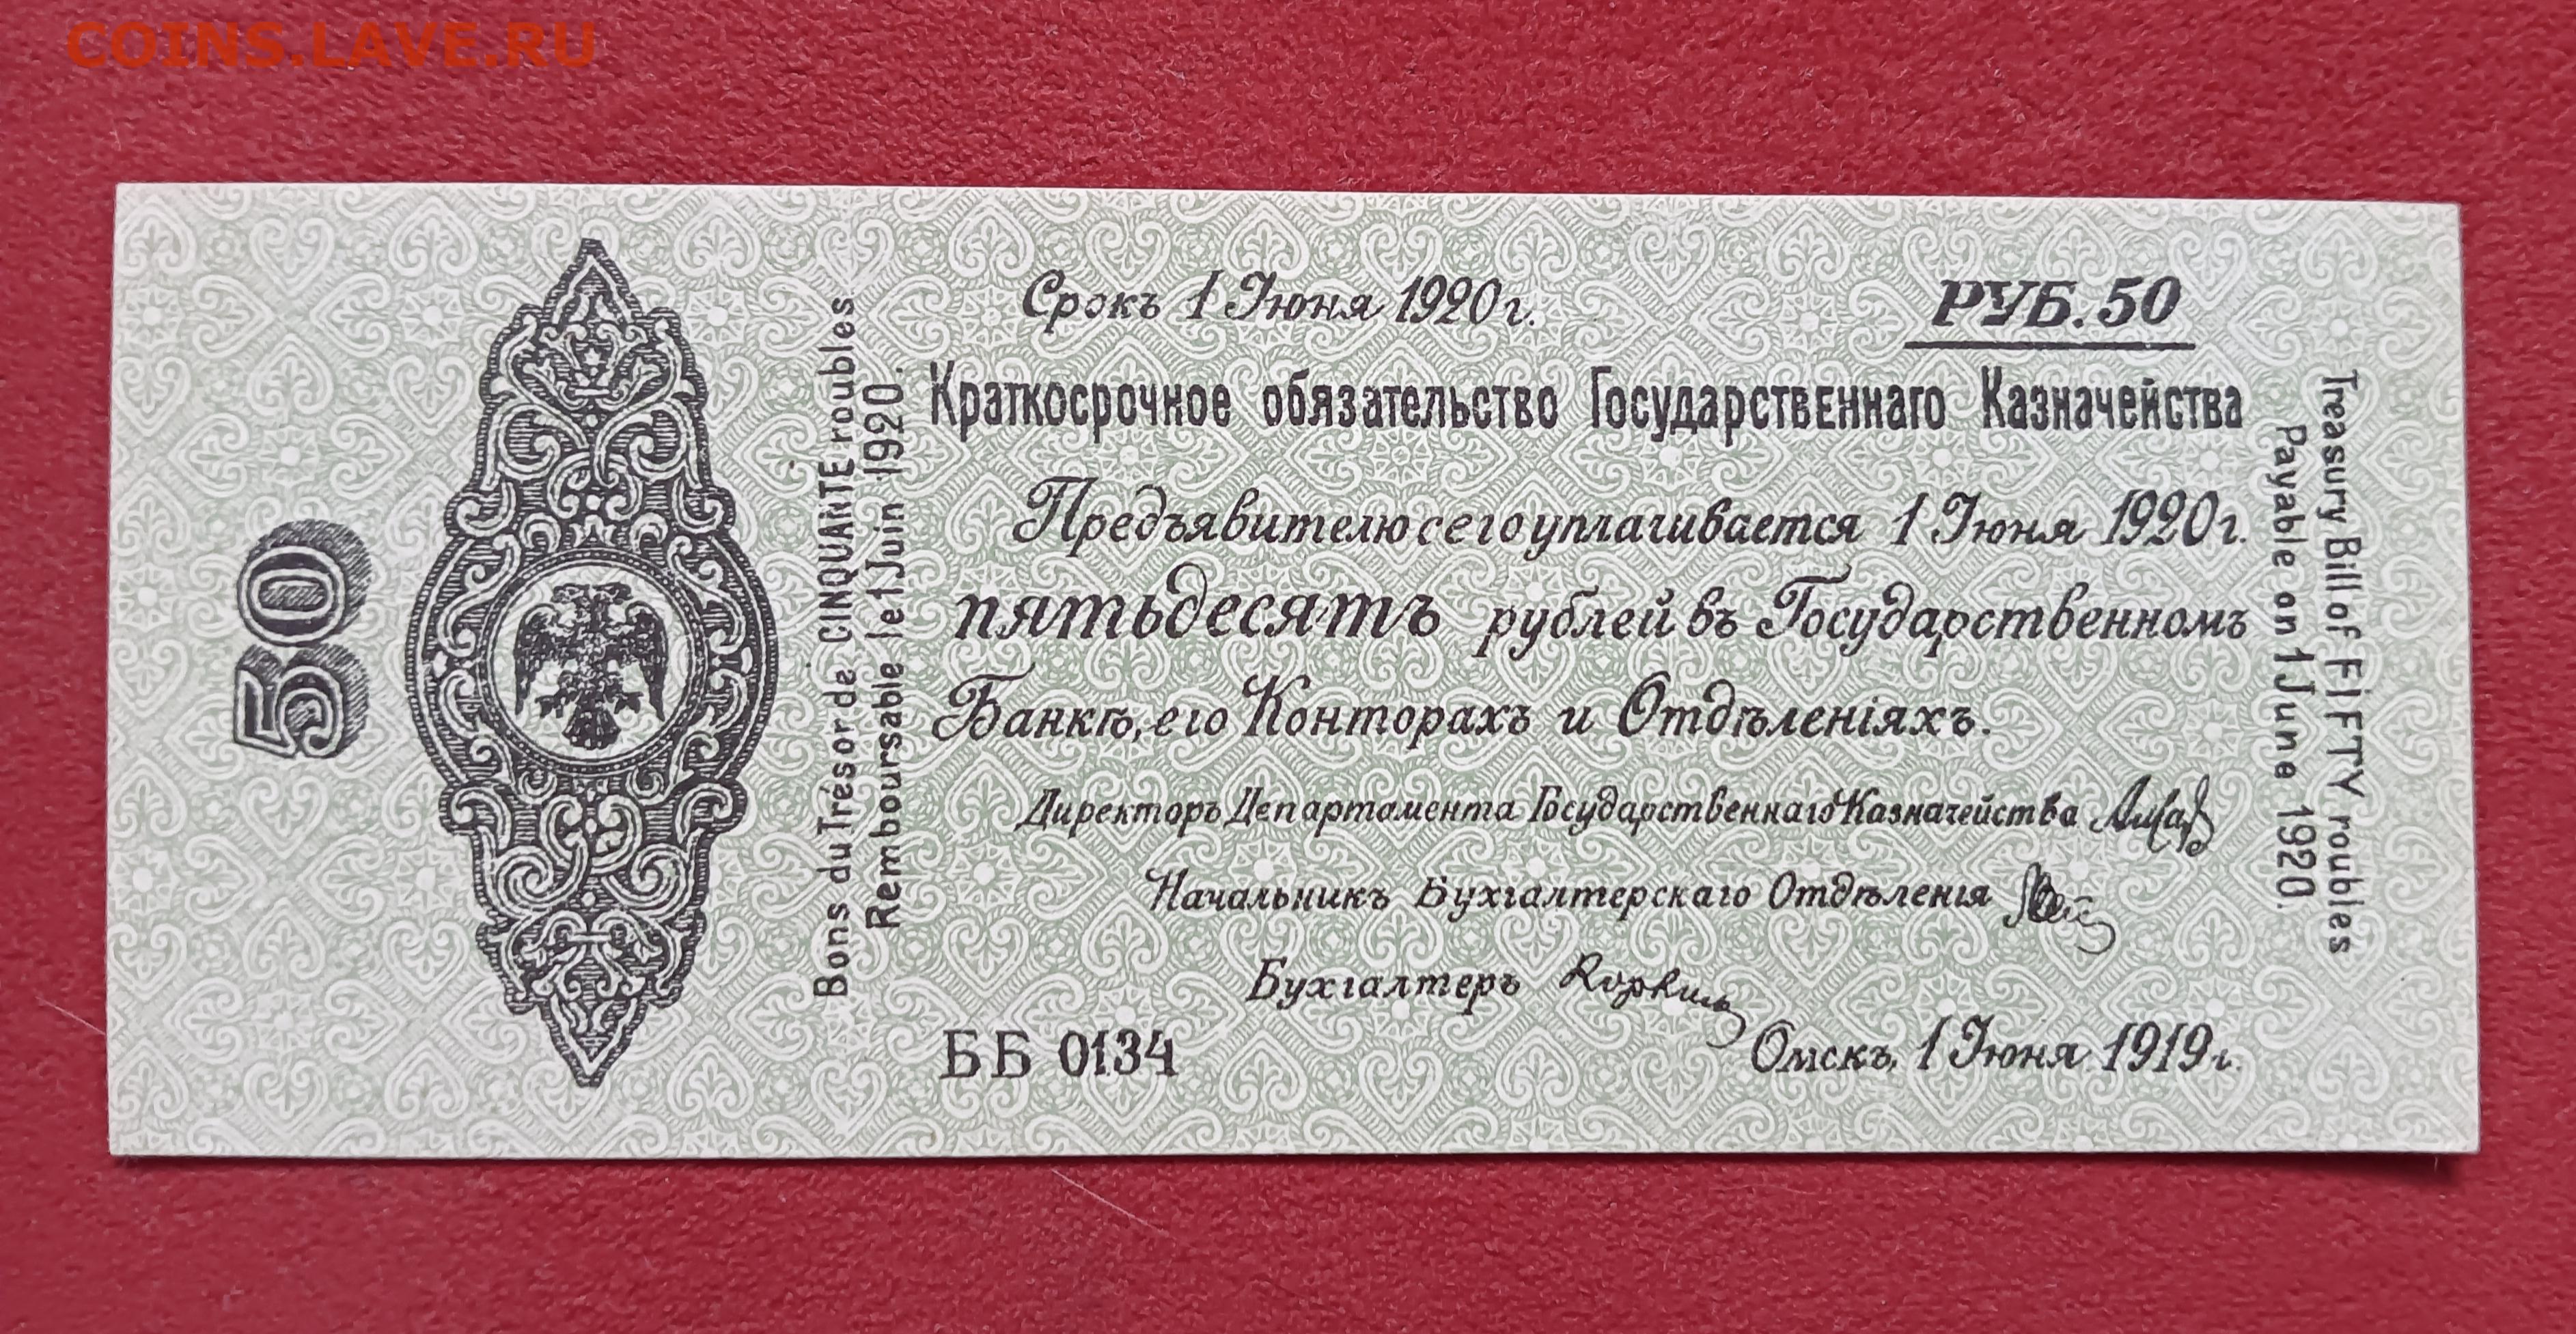 COINS.LAVE.RU
50
Bons du Trésor de CINQUANTE roubles
Remboursable le 1 Juin 1920.
Срокъ 1 Іюня 1920 г.
РУБ. 50
Краткосрочное обязательство Государственнаго Казначейства
Предъявителю сего уплачивается 1 Іюня 1920 г.
пятьдесятъ рублей въ Государственномъ
Банкѣ, его Конторахъ и Отдѣленіяхъ.
Директоръ Департамента Государственнаго Казначейства
Начальникъ Бухгалтерскаго Отдѣленія
Бухгалтеръ
ББ 0134
Омскъ, 1 Іюня 1919 г.
Treasury Bill of FIFTY roubles
Payable on 1 June 1920.